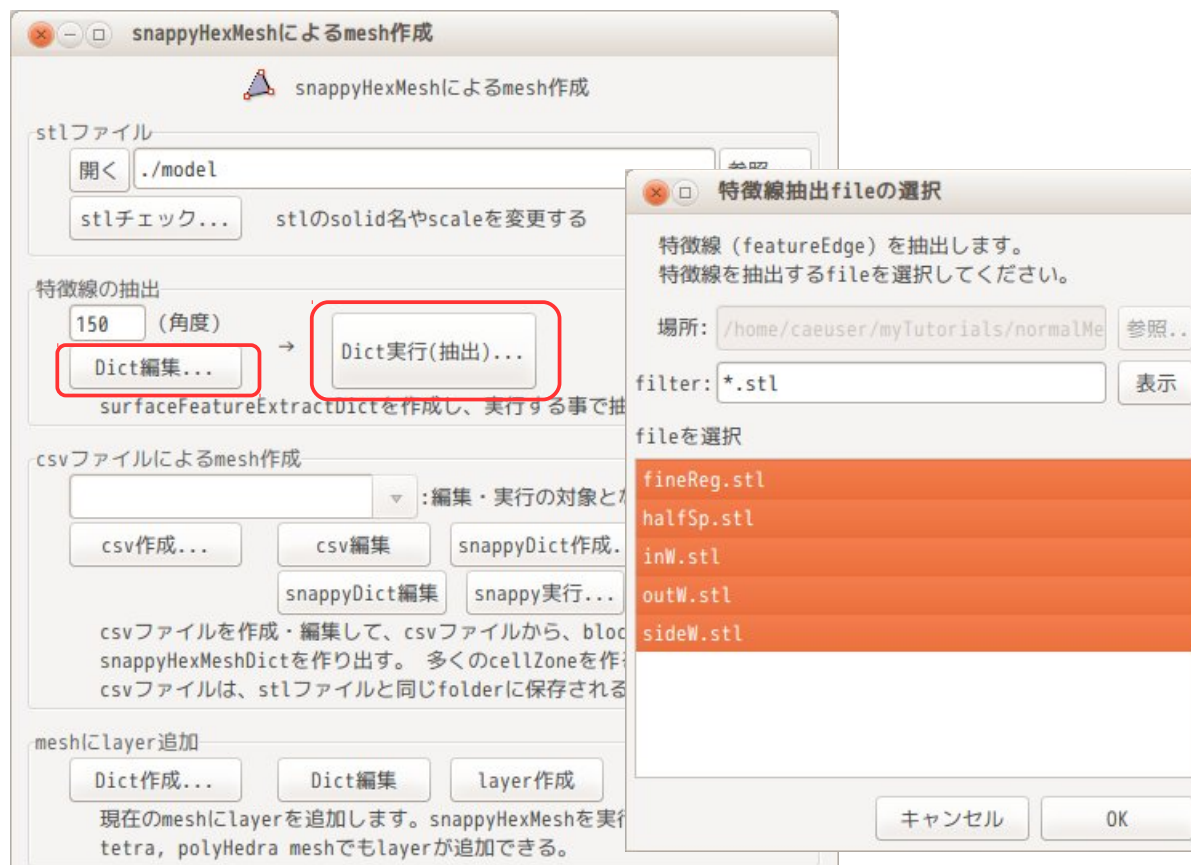 snappyHexMeshによるmesh作成
snappyHexMeshによるmesh作成
stlファイル
開く ./model
stlチェック... stlのsolid名やscaleを変更する
特徴線の抽出
150 (角度)
→
Dict実行(抽出)...
Dict編集...
surfaceFeatureExtractDictを作成し、実行する事で抽
csvファイルによるmesh作成
:編集・実行の対象と
csv作成... csv編集 snappyDict作成.
snappyDict編集 snappy実行...
csvファイルを作成・編集して、csvファイルから、bloc
snappyHexMeshDictを作り出す。 多くのcellZoneを作
csvファイルは、stlファイルと同じfolderに保存される
meshにlayer追加
Dict作成... Dict編集 layer作成
現在のmeshにlayerを追加します。snappyHexMeshを実行
tetra, polyHedra meshでもlayerが追加できる。
特徴線抽出fileの選択
特徴線（featureEdge）を抽出します。
特徴線を抽出するfileを選択してください。
場所: /home/caeuser/myTutorials/normalMe 参照..
filter: *.stl 表示
fileを選択
fineReg.stl
halfSp.stl
inW.stl
outW.stl
sideW.stl
キャンセル OK